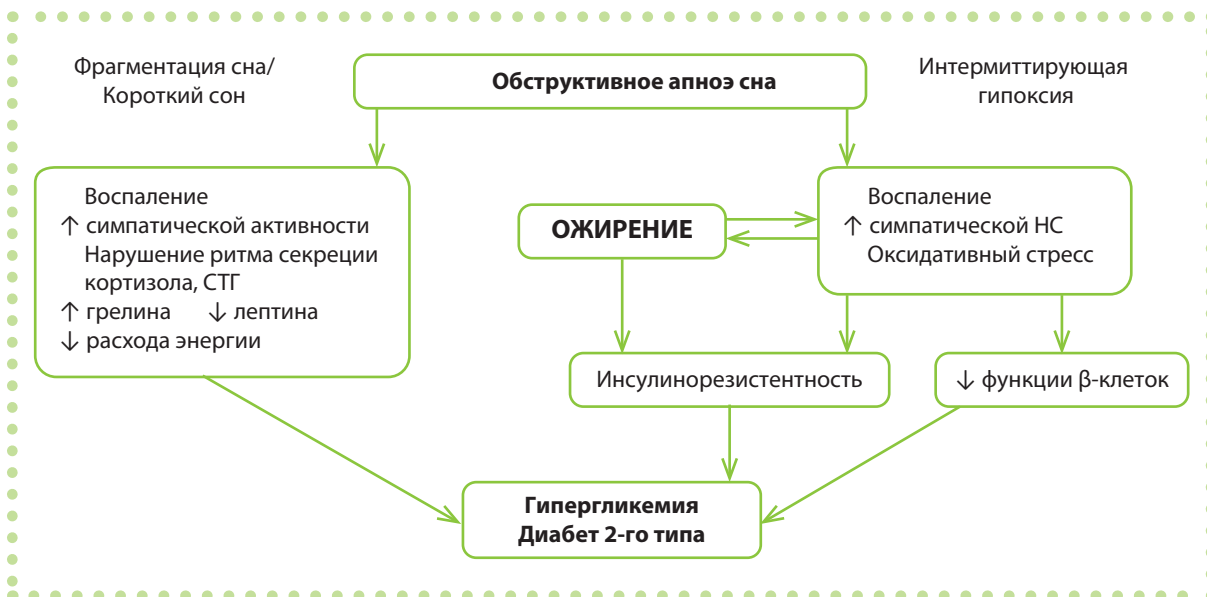 Фрагментация сна/
Короткий сон
Обструктивное апноэ сна
Интермиттирующая
гипоксия
Воспаление
↑ симпатической активности
Нарушение ритма секреции
кортизола, СТГ
↑ грелина ↓ лептина
↓ расхода энергии
ОЖИРЕНИЕ
Воспаление
↑ симпатической НС
Оксидативный стресс
Инсулинорезистентность
↓ функции β-клеток
Гипергликемия
Диабет 2-го типа